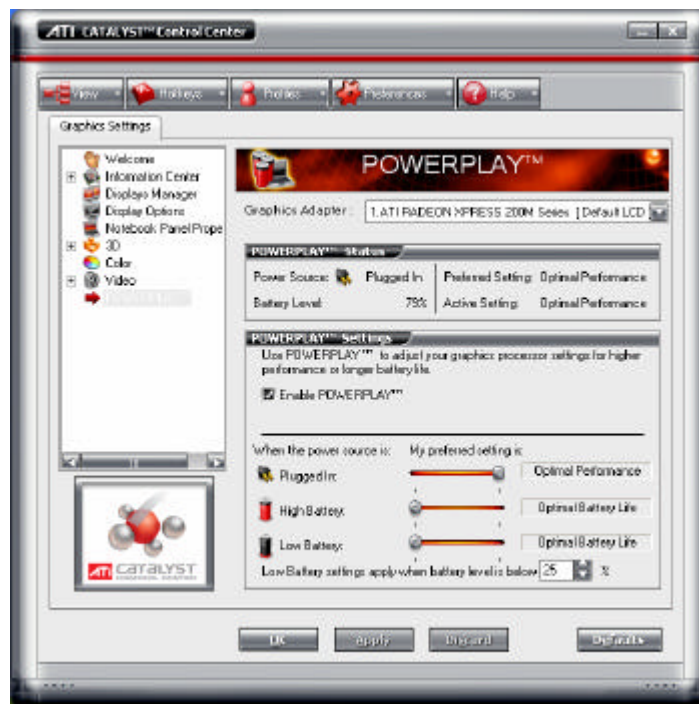 ATI CATALYST™ Control Center
View
Hotkeys
Profiles
Preferences
Help
Graphics Settings
Welcome
Information Center
Displays Manager
Display Options
Notebook Panel Prope
3D
Color
Video
POWERPLAY™
Graphics Adapter :
1.ATI RADEON XPRESS 200M Series [ Default LCD
POWERPLAY™ Status
Power Source: Plugged In
Preferred Setting: Optimal Performance
Battery Level: 79%
Active Setting: Optimal Performance
POWERPLAY™ Settings
Use POWERPLAY™ to adjust your graphics processor settings for higher
performance or longer battery life.
Enable POWERPLAY™
When the power source is: My preferred setting is:
Plugged In: Optimal Performance
High Battery: Optimal Battery Life
Low Battery: Optimal Battery Life
Low Battery settings apply when battery level is below 25 %
ATI CATALYST
OK
Apply
Discard
Defaults